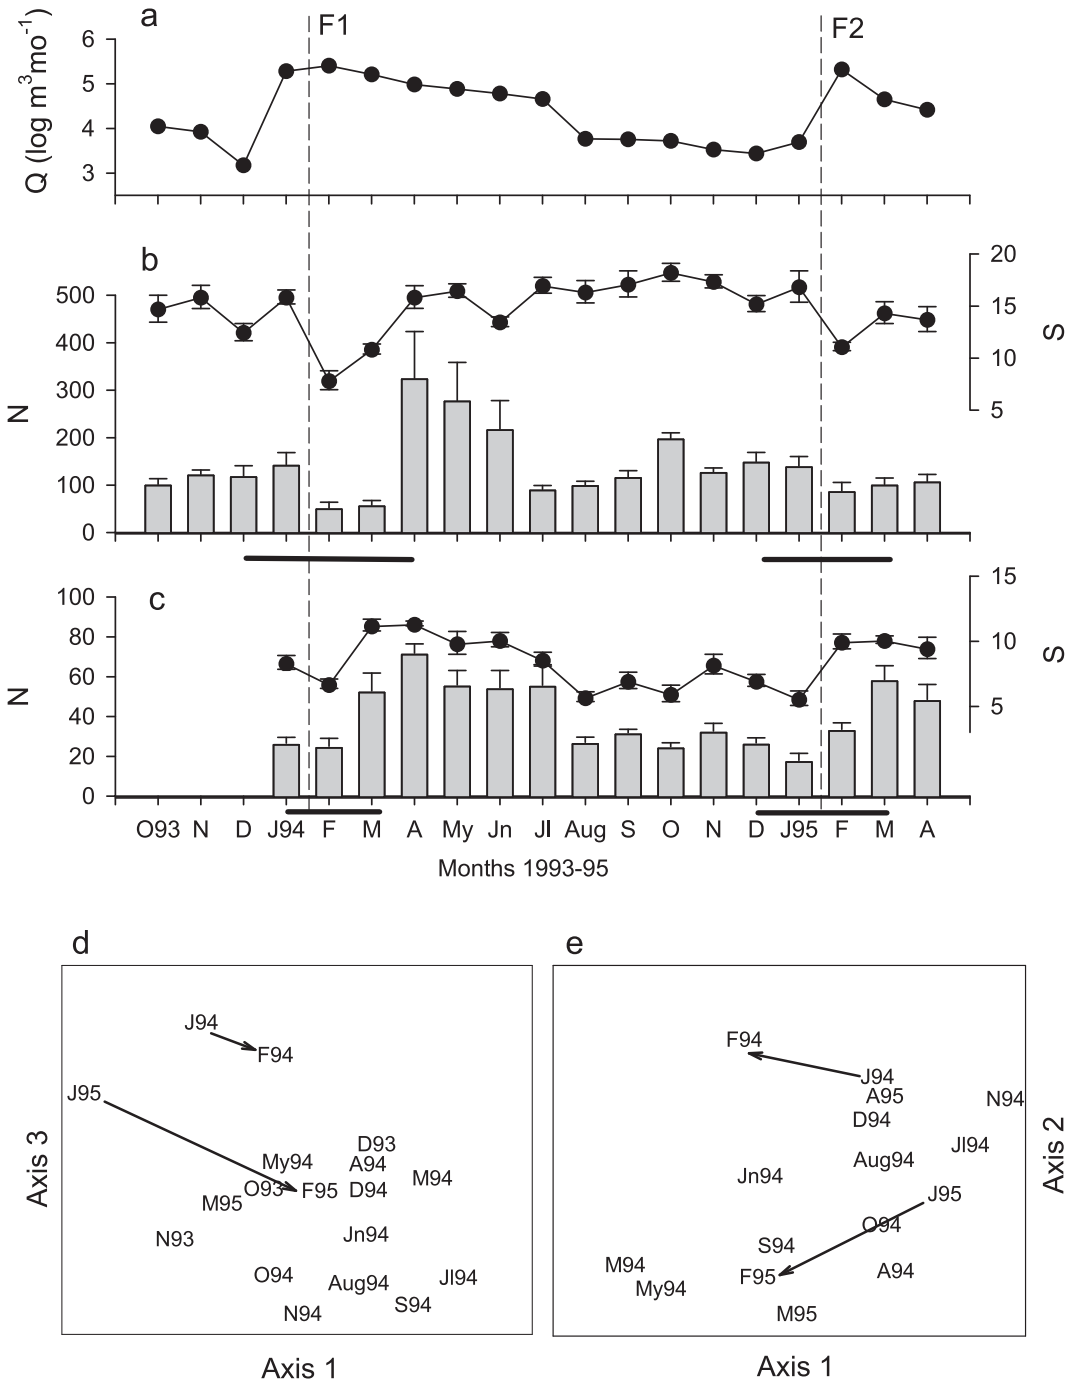 a
F1
F2
Q (log m3mo-1)
6
5
4
3
b
N
500
400
300
200
100
0
20
15
10
5
S
c
N
100
80
60
40
20
0
15
10
5
S
O93 N D J94 F M A My Jn Jl Aug S O N D J95 F M A
Months 1993-95
d
J94
F94
J95
D93
My94
A94
M94
O93
F95
D94
M95
N93
Jn94
O94
Aug94
Jl94
S94
N94
Axis 3
Axis 1
e
F94
J94
A95
N94
D94
Jl94
Aug94
Jn94
J95
O94
S94
M94
F95
A94
My94
M95
Axis 2
Axis 1